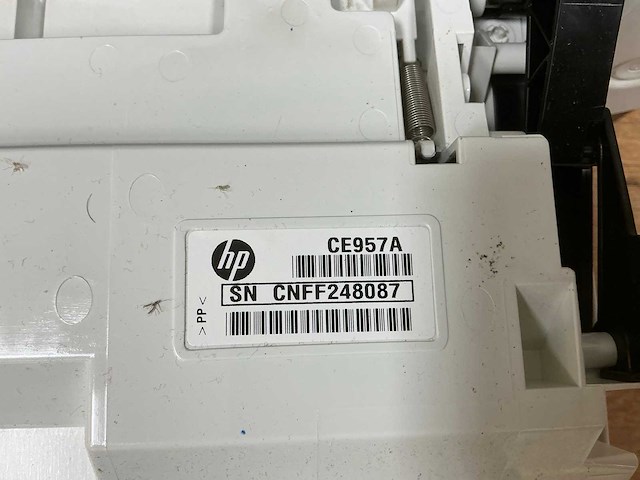 hp
CE957A
SN CNFF248087
>PP<